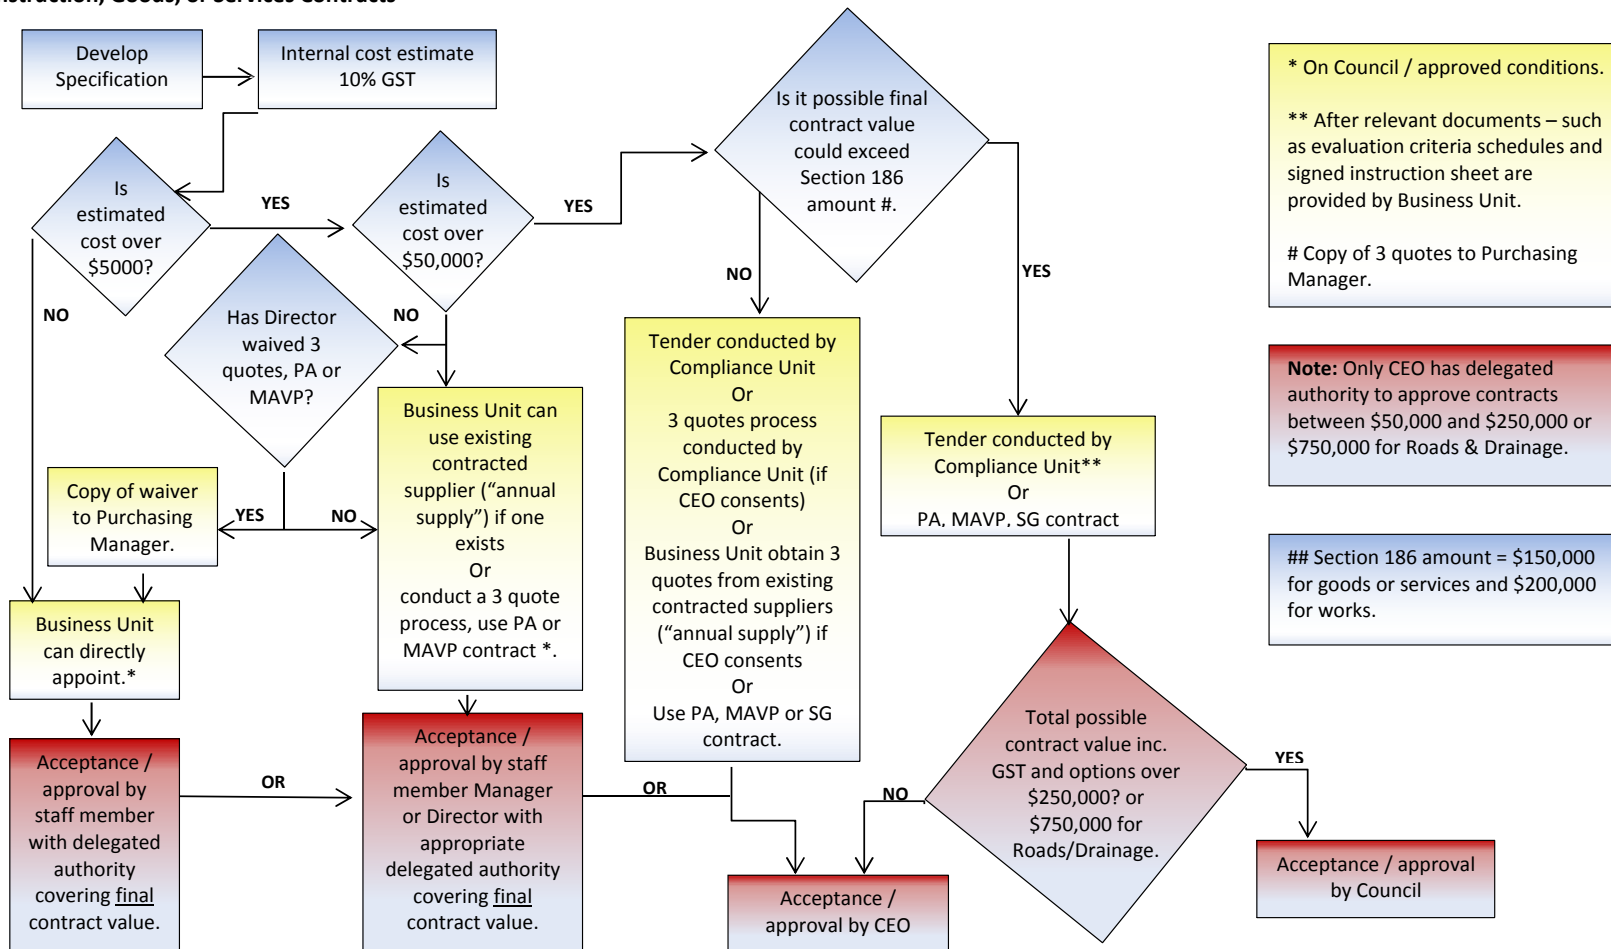 Develop
Specification
Internal cost estimate
10% GST
Is
estimated
cost over
$5000?
YES
NO
Is
estimated
cost over
$50,000?
YES
NO
Is it possible final
contract value
could exceed
Section 186
amount #.
NO
YES
Has Director
waived 3
quotes, PA or
MAVP?
YES
NO
Copy of waiver
to Purchasing
Manager.
Business Unit
can directly
appoint.*
Business Unit can
use existing
contracted
supplier (“annual
supply”) if one
exists
Or
conduct a 3 quote
process, use PA or
MAVP contract *.
Tender conducted by
Compliance Unit
Or
3 quotes process
conducted by
Compliance Unit (if
CEO consents)
Or
Business Unit obtain 3
quotes from existing
contracted suppliers
(“annual supply”) if
CEO consents
Or
Use PA, MAVP or SG
contract.
Tender conducted by
Compliance Unit**
Or
PA, MAVP, SG contract
Acceptance /
approval by
staff member
with delegated
authority
covering final
contract value.
OR
Acceptance /
approval by staff
member Manager
or Director with
appropriate
delegated authority
covering final
contract value.
OR
Acceptance /
approval by CEO
Total possible
contract value inc.
GST and options over
$250,000? or
$750,000 for
Roads/Drainage.
NO
YES
Acceptance / approval
by Council
* On Council / approved conditions.
** After relevant documents – such
as evaluation criteria schedules and
signed instruction sheet are
provided by Business Unit.
# Copy of 3 quotes to Purchasing
Manager.
Note: Only CEO has delegated
authority to approve contracts
between $50,000 and $250,000 or
$750,000 for Roads & Drainage.
## Section 186 amount = $150,000
for goods or services and $200,000
for works.